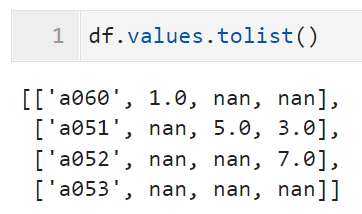 1 df.values.tolist()
[['a060', 1.0, nan, nan],
['a051', nan, 5.0, 3.0],
['a052', nan, nan, 7.0],
['a053', nan, nan, nan]]